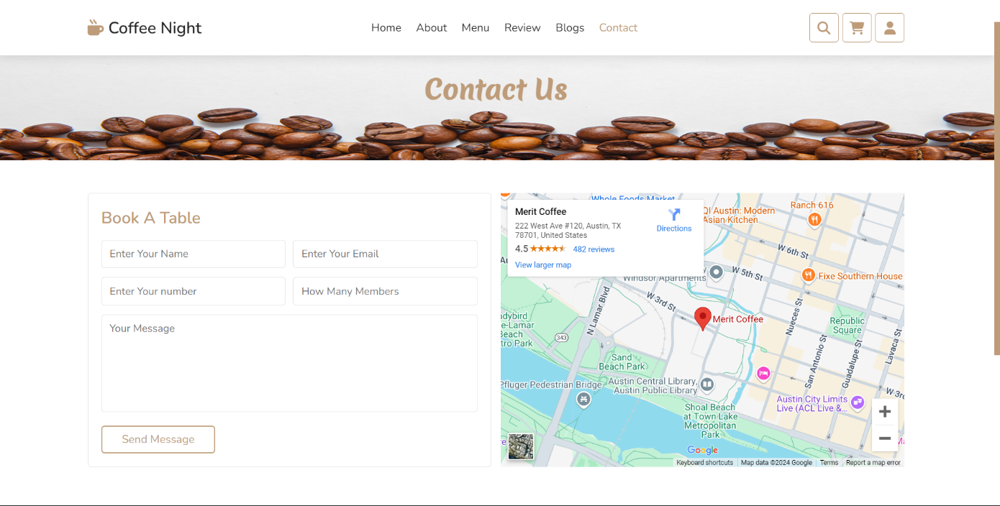 Coffee Night
Home About Menu Review Blogs Contact
Contact Us
Book A Table
Enter Your Name
Enter Your Email
Enter Your number
How Many Members
Your Message
Send Message
Whole Foods Market
Merit Coffee
222 West Ave #120, Austin, TX
78701, United States
4.5 482 reviews
View larger map
Directions
QI Austin: Modern
Asian Kitchen
Ranch 616
W 6th St
W 5th St
Fixe Southern House
Windsor Apartments
W 3rd St
N Lamar Blvd
343
Merit Coffee
Nueces St
Republic
Square
San Antonio St
Guadalupe St
Lavaca St
Sand
Beach Park
Pfluger Pedestrian Bridge
Austin Central Library,
Austin Public Library
Austin City Limits
Live (ACL Live &...
Shoal Beach
at Town Lake
Metropolitan
Park
Google
Keyboard shortcuts Map data ©2024 Google Terms Report a map error